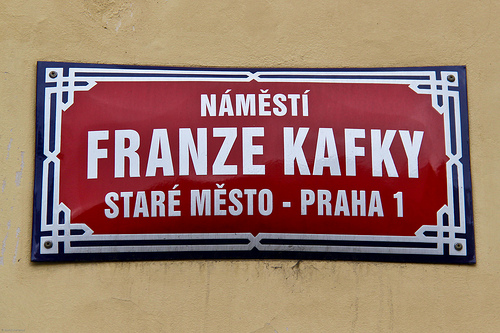 NÁMĚSTÍ
FRANZE KAFKY
STARÉ MĚSTO - PRAHA 1